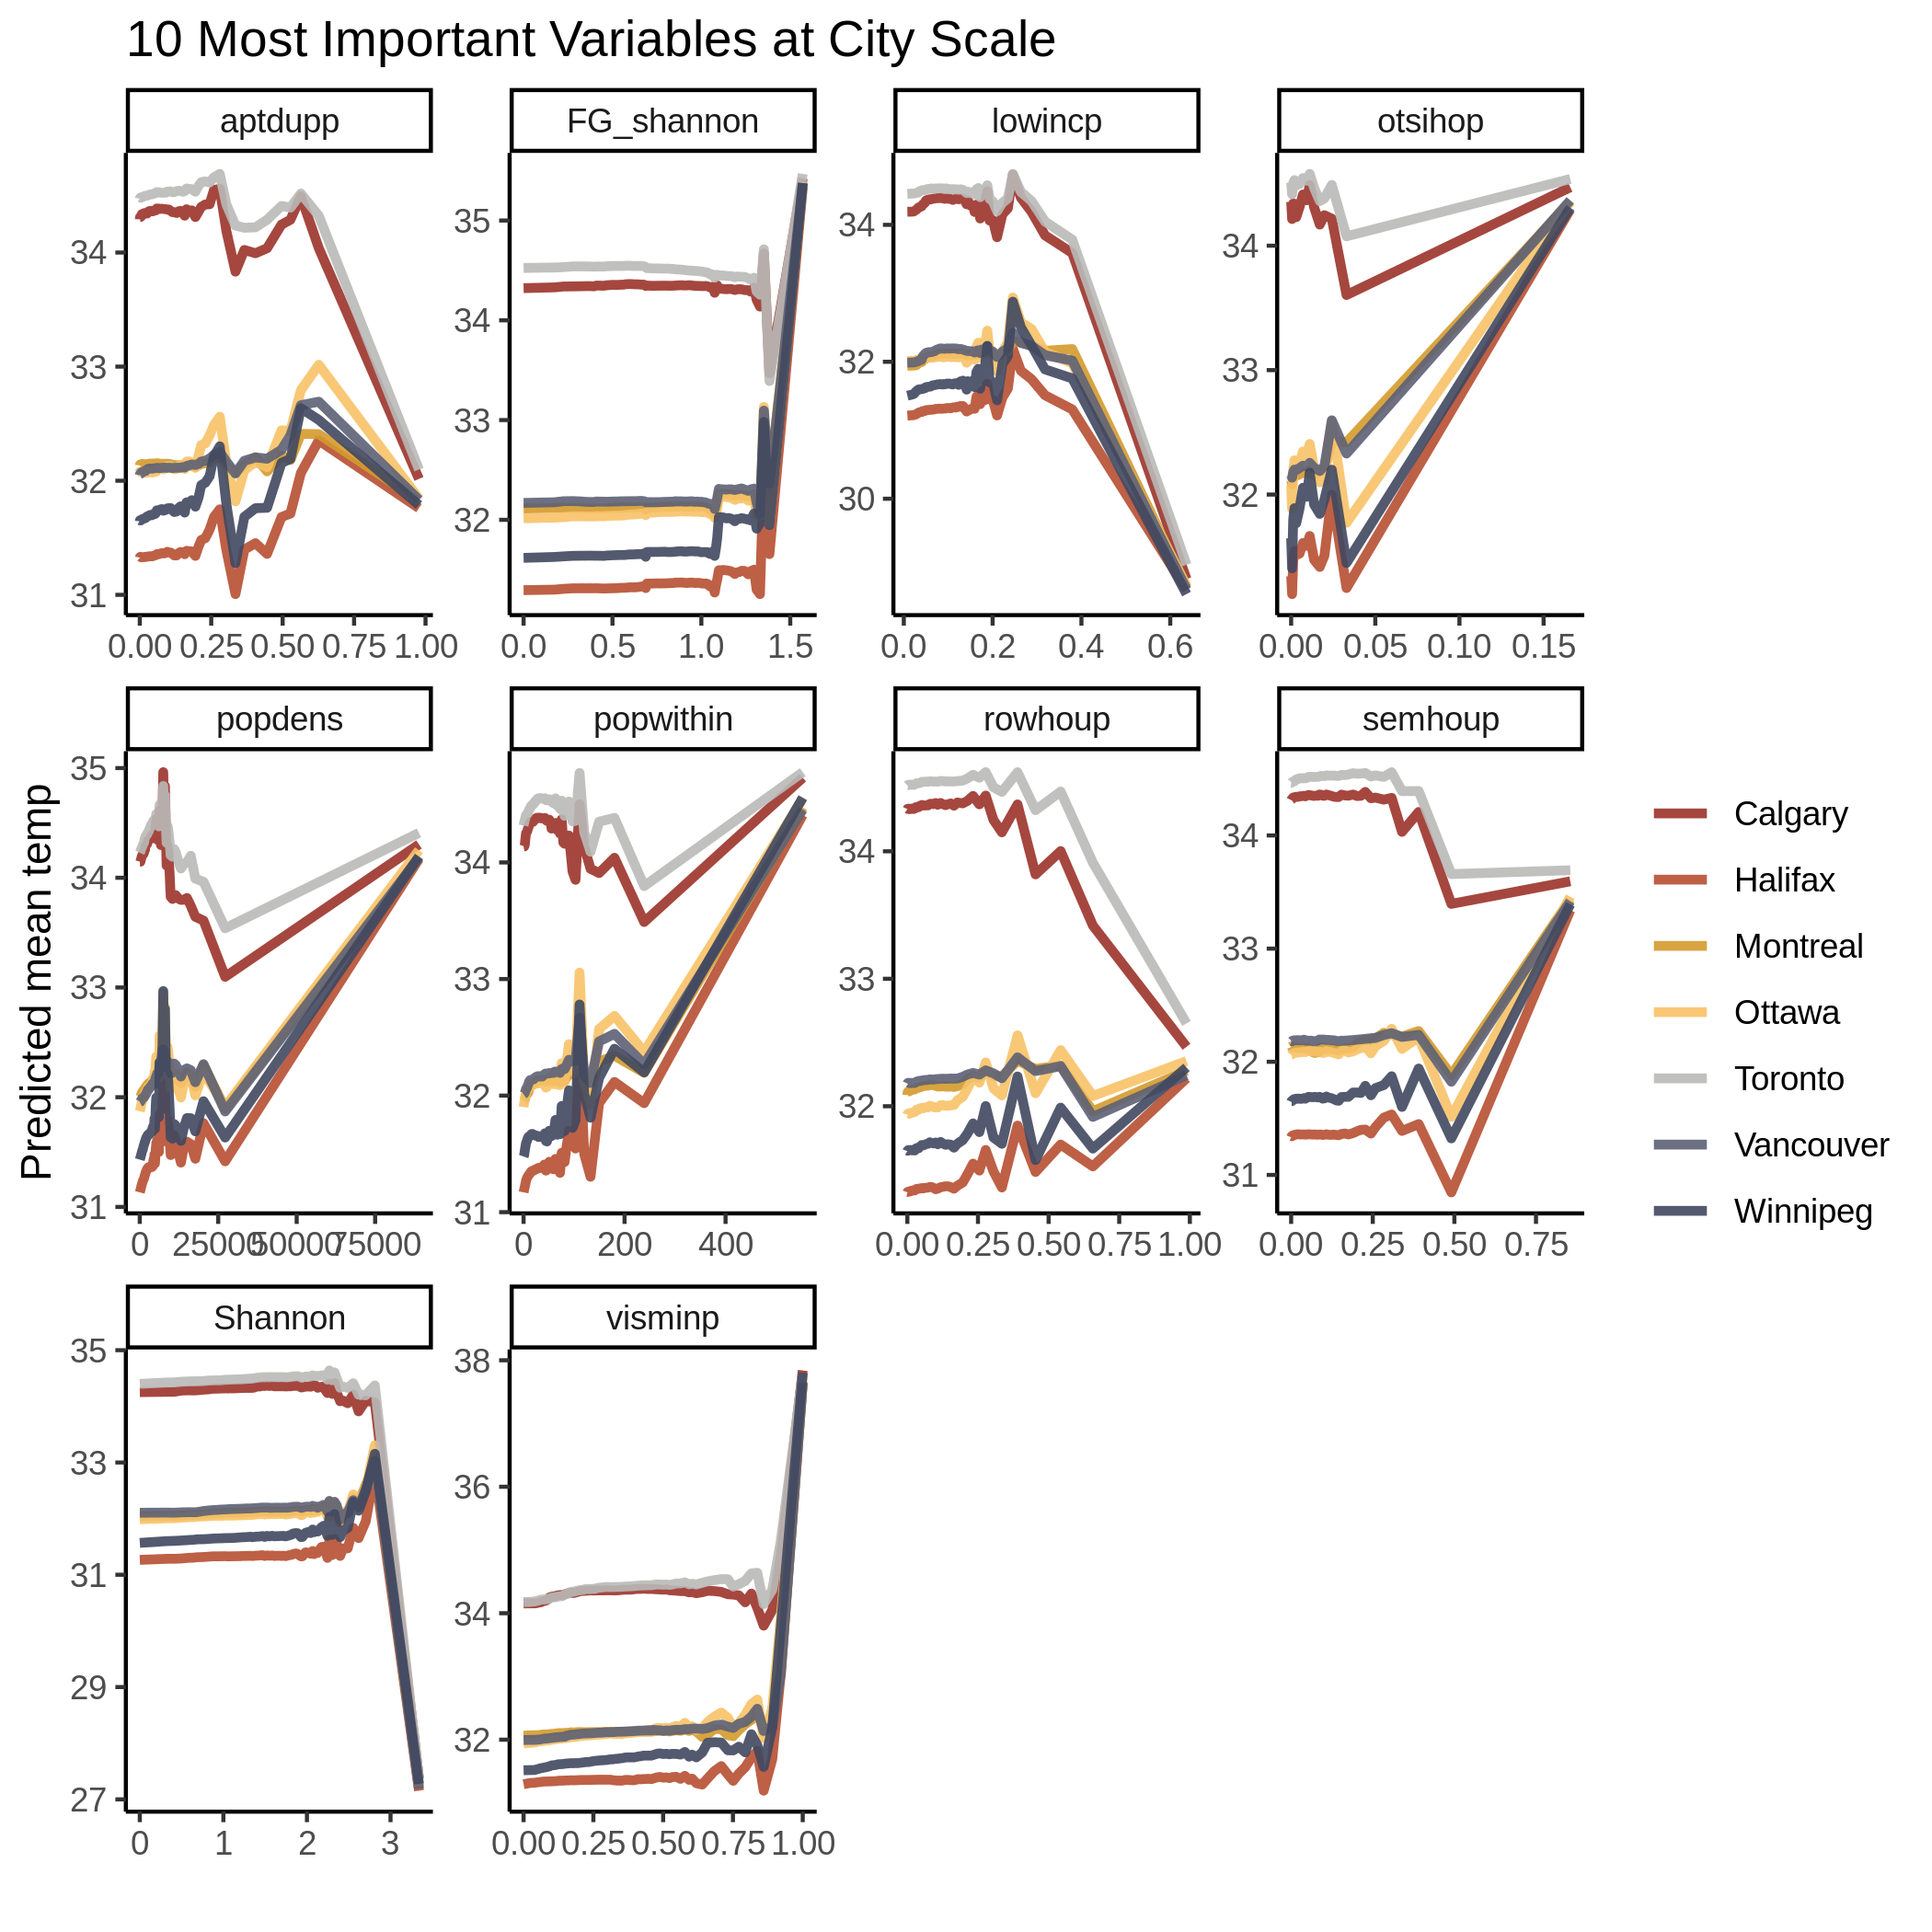 10 Most Important Variables at City Scale
aptdupp
FG_shannon
lowincp
otsihop
34
33
32
31
0.00 0.25 0.50 0.75 1.00
35
34
33
32
0.0 0.5 1.0 1.5
34
32
30
0.0 0.2 0.4 0.6
34
33
32
0.00 0.05 0.10 0.15
Predicted mean temp
popdens
popwithin
rowhoup
semhoup
35
34
33
32
31
0 25000 50000 75000
34
33
32
31
0 200 400
34
33
32
0.00 0.25 0.50 0.75 1.00
34
33
32
31
0.00 0.25 0.50 0.75
Calgary
Halifax
Montreal
Ottawa
Toronto
Vancouver
Winnipeg
Shannon
visminp
35
33
31
29
27
0 1 2 3
38
36
34
32
0.00 0.25 0.50 0.75 1.00